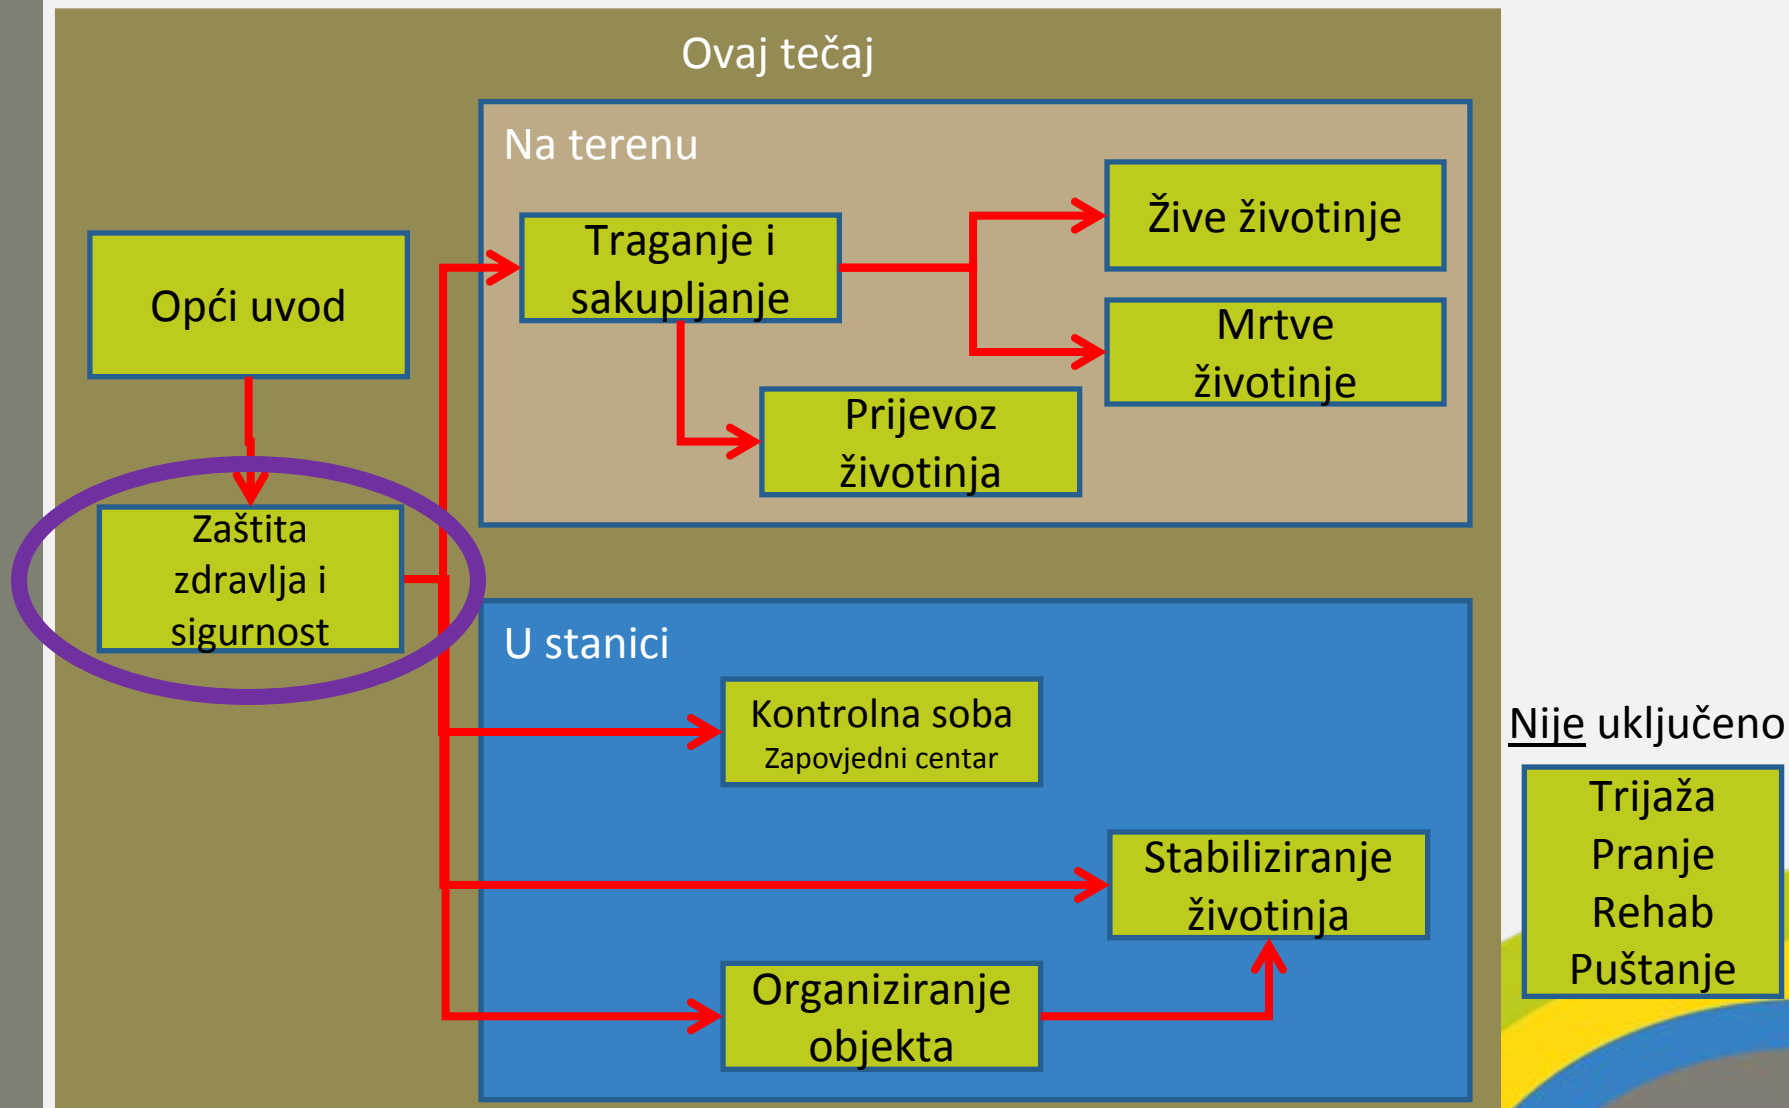 Ovaj tečaj
Na terenu
Žive životinje
Traganje i
sakupljanje
Opći uvod
Mrtve
životinje
Prijevoz
životinja
Zaštita
zdravlja i
sigurnost
U stanici
Kontrolna soba
Zapovjedni centar
Nije uključeno
Trijaža
Pranje
Rehab
Puštanje
Stabiliziranje
životinja
Organiziranje
objekta